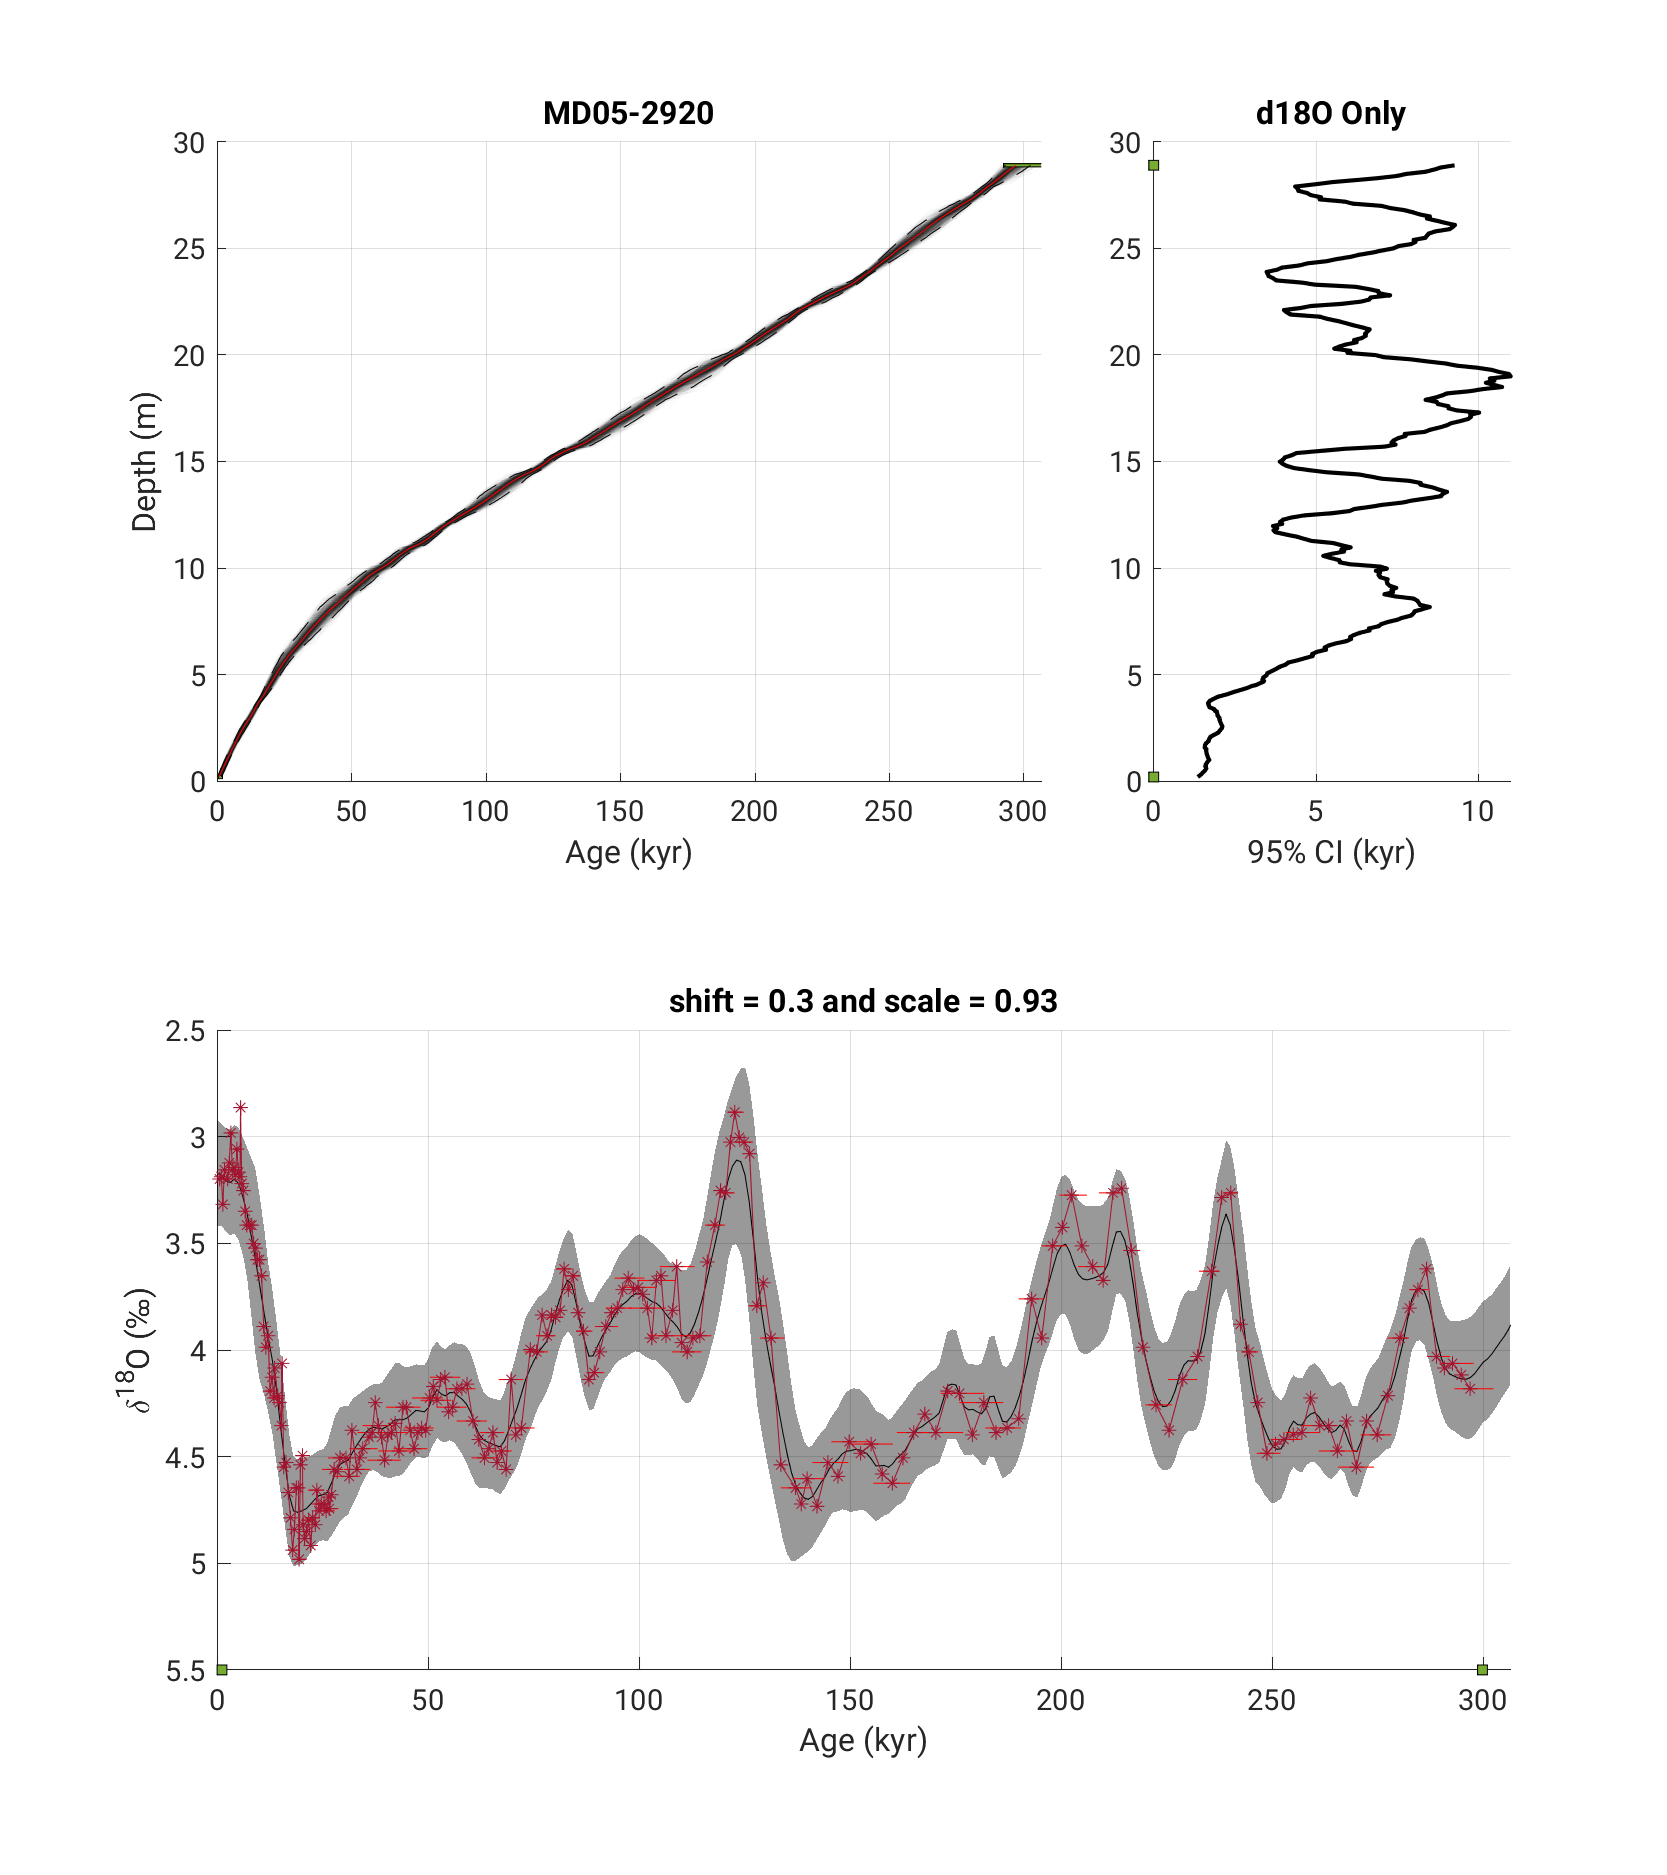 MD05-2920
30
25
20
15
10
5
0
Depth (m)
0 50 100 150 200 250 300
Age (kyr)
d18O Only
30
25
20
15
10
5
0
0 5 10
95% CI (kyr)
shift = 0.3 and scale = 0.93
2.5
3
3.5
4
4.5
5
5.5
δ¹⁸O (‰)
0 50 100 150 200 250 300
Age (kyr)